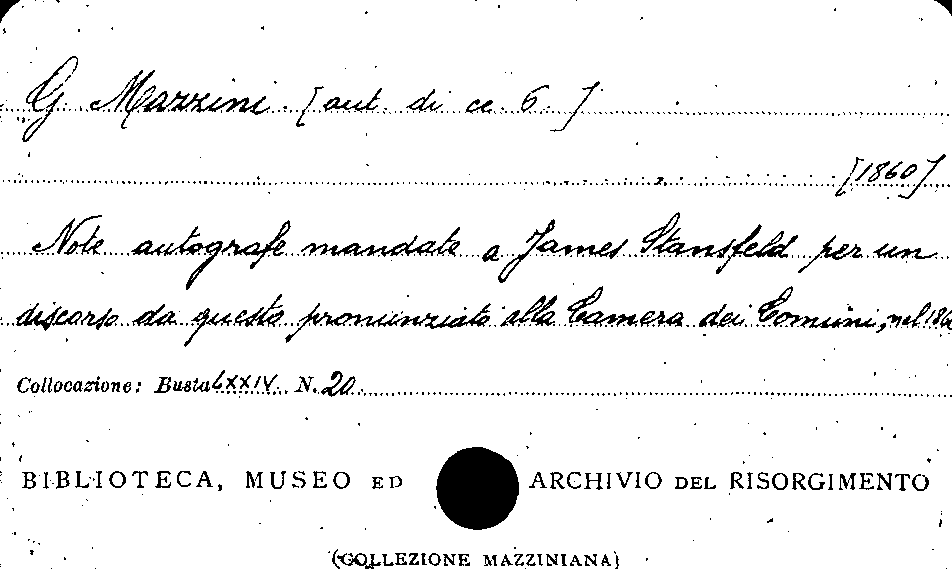 G. Mazzini. [aut. di cc. 6.]
[1860]
Note autografe mandate a James Stansfeld per un
discorso da questo pronunziato alla Camera dei Comuni, nel 1860
Collocazione: Busta LXXIV N. 20
BIBLIOTECA, MUSEO ED ARCHIVIO DEL RISORGIMENTO
(COLLEZIONE MAZZINIANA)